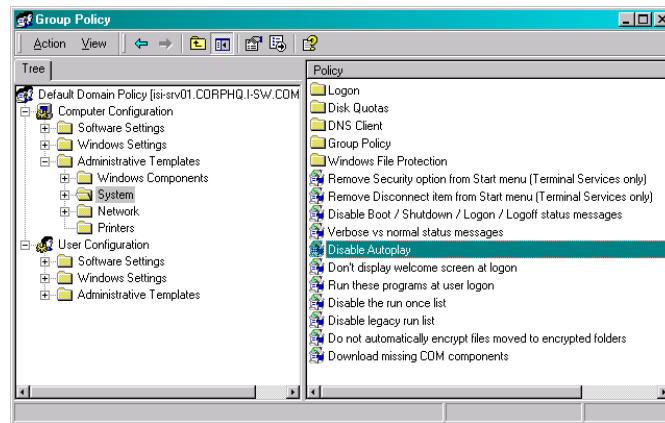 Group Policy
Action View
Tree
Default Domain Policy [isi-srv01.CORPHQ.I-SW.COM
Computer Configuration
Software Settings
Windows Settings
Administrative Templates
Windows Components
System
Network
Printers
User Configuration
Software Settings
Windows Settings
Administrative Templates
Policy
Logon
Disk Quotas
DNS Client
Group Policy
Windows File Protection
Remove Security option from Start menu (Terminal Services only)
Remove Disconnect item from Start menu (Terminal Services only)
Disable Boot / Shutdown / Logon / Logoff status messages
Verbose vs normal status messages
Disable Autoplay
Don't display welcome screen at logon
Run these programs at user logon
Disable the run once list
Disable legacy run list
Do not automatically encrypt files moved to encrypted folders
Download missing COM components